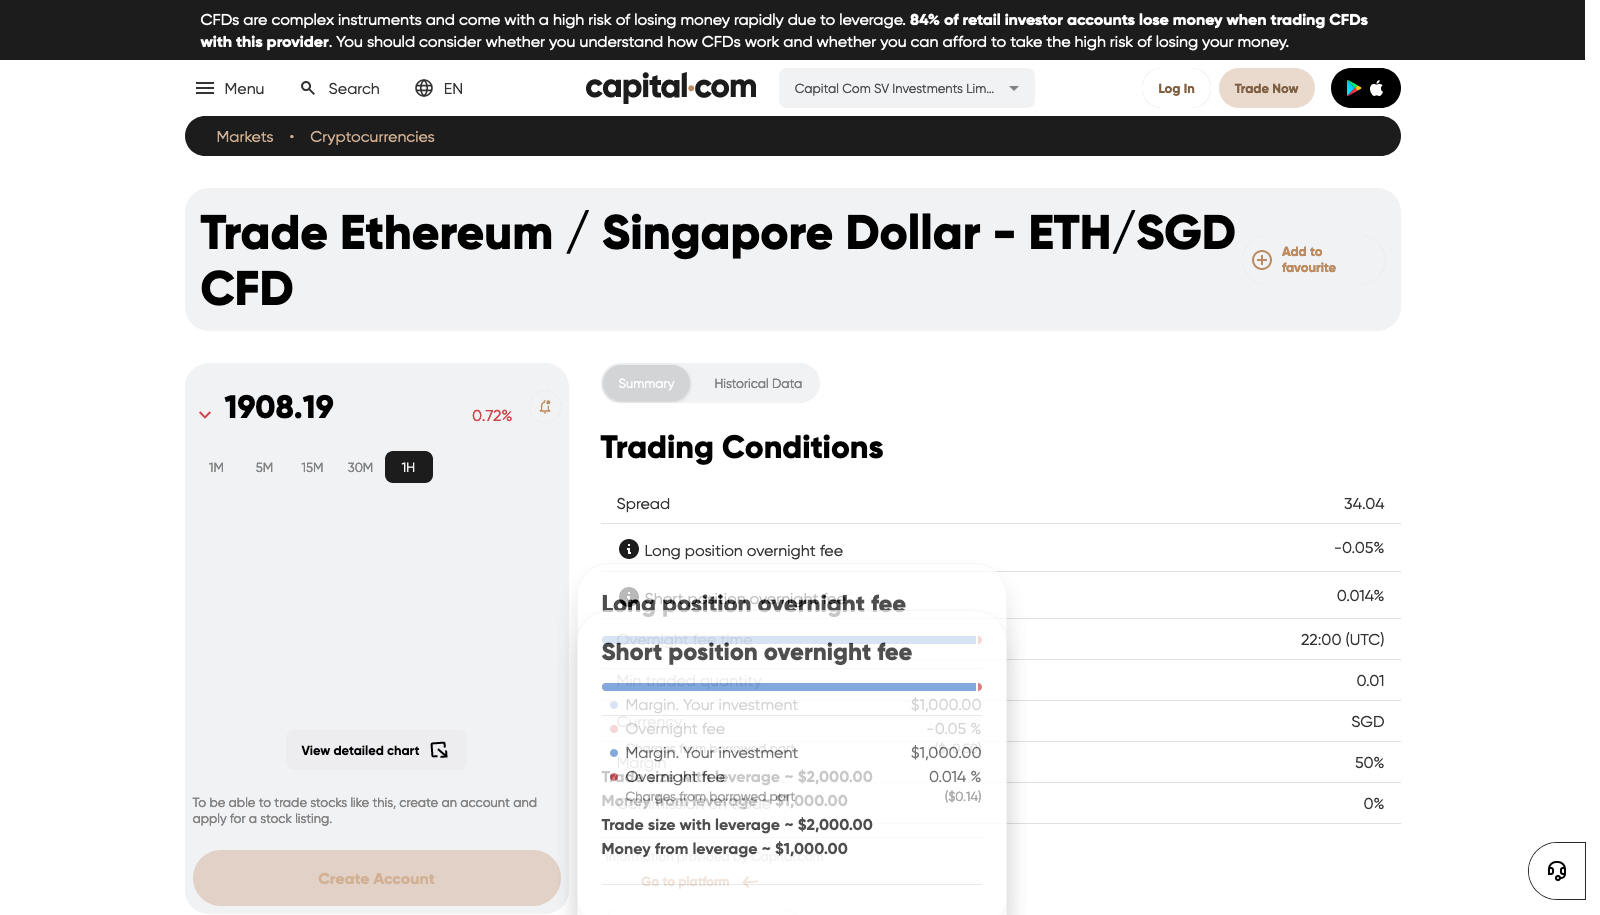 CFDs are complex instruments and come with a high risk of losing money rapidly due to leverage. 84% of retail investor accounts lose money when trading CFDs
with this provider. You should consider whether you understand how CFDs work and whether you can afford to take the high risk of losing your money.
Menu Search EN capital.com Capital Com SV Investments Lim... Log In Trade Now
Markets • Cryptocurrencies
Trade Ethereum / Singapore Dollar - ETH/SGD
CFD
Add to
favourite
1908.19 0.72%
1M 5M 15M 30M 1H
View detailed chart
To be able to trade stocks like this, create an account and
apply for a stock listing.
Create Account
Summary Historical Data
Trading Conditions
Spread 34.04
Long position overnight fee -0.05%
Short position overnight fee 0.014%
Overnight fee time 22:00 (UTC)
Min traded quantity 0.01
Currency SGD
Margin 50%
0%
Information provided by Capital.com
Long position overnight fee
Margin. Your investment $1,000.00
Overnight fee -0.05 %
Trade size with leverage ~ $2,000.00
Money from leverage ~ $1,000.00
Go to platform
Short position overnight fee
Margin. Your investment $1,000.00
Overnight fee 0.014 %
Charges from borrowed part ($0.14)
Trade size with leverage ~ $2,000.00
Money from leverage ~ $1,000.00